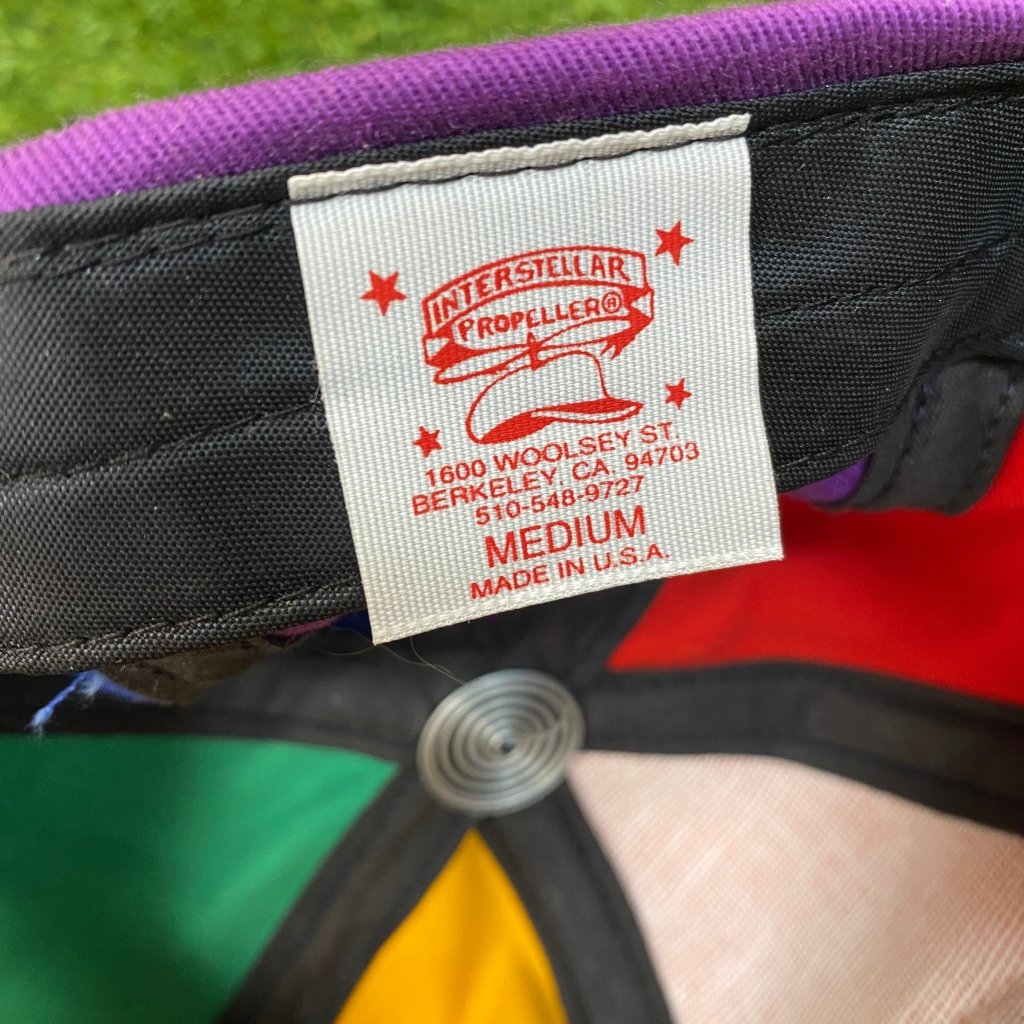 INTERSTELLAR
PROPELLER®
1600 WOOLSEY ST.
BERKELEY, CA 94703
510-548-9727
MEDIUM
MADE IN U.S.A.